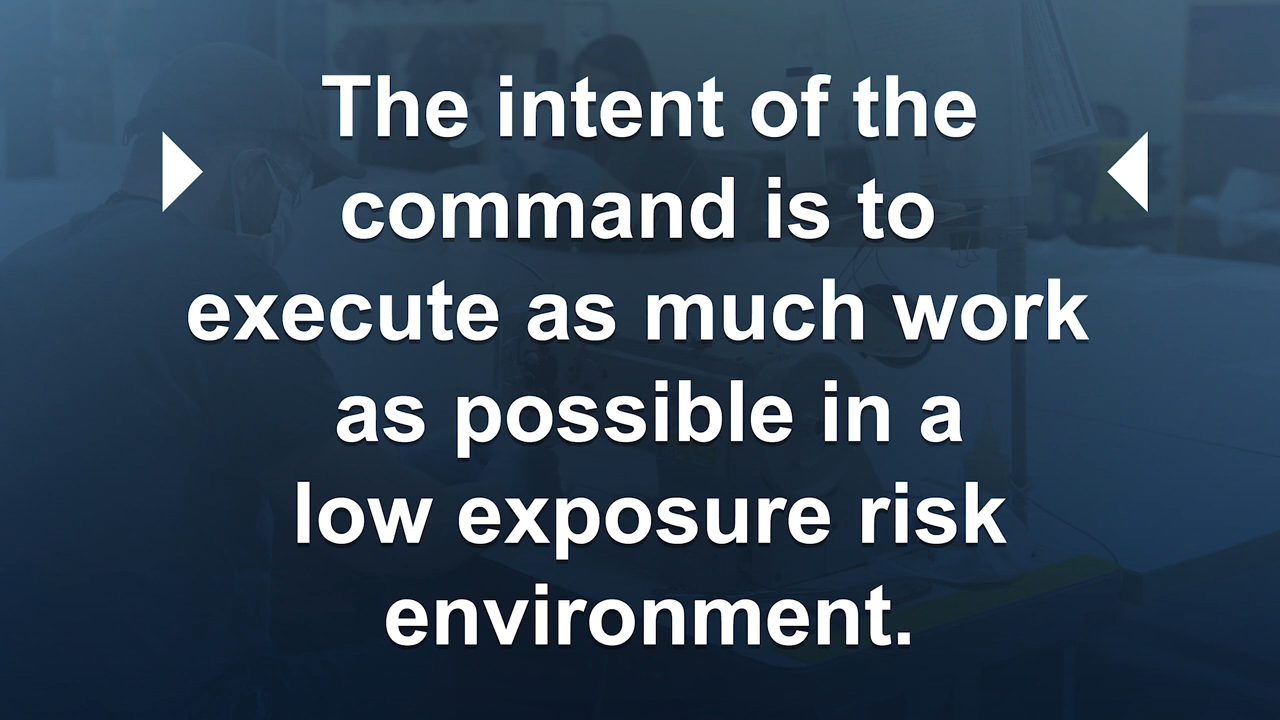 The intent of the
command is to
execute as much work
as possible in a
low exposure risk
environment.